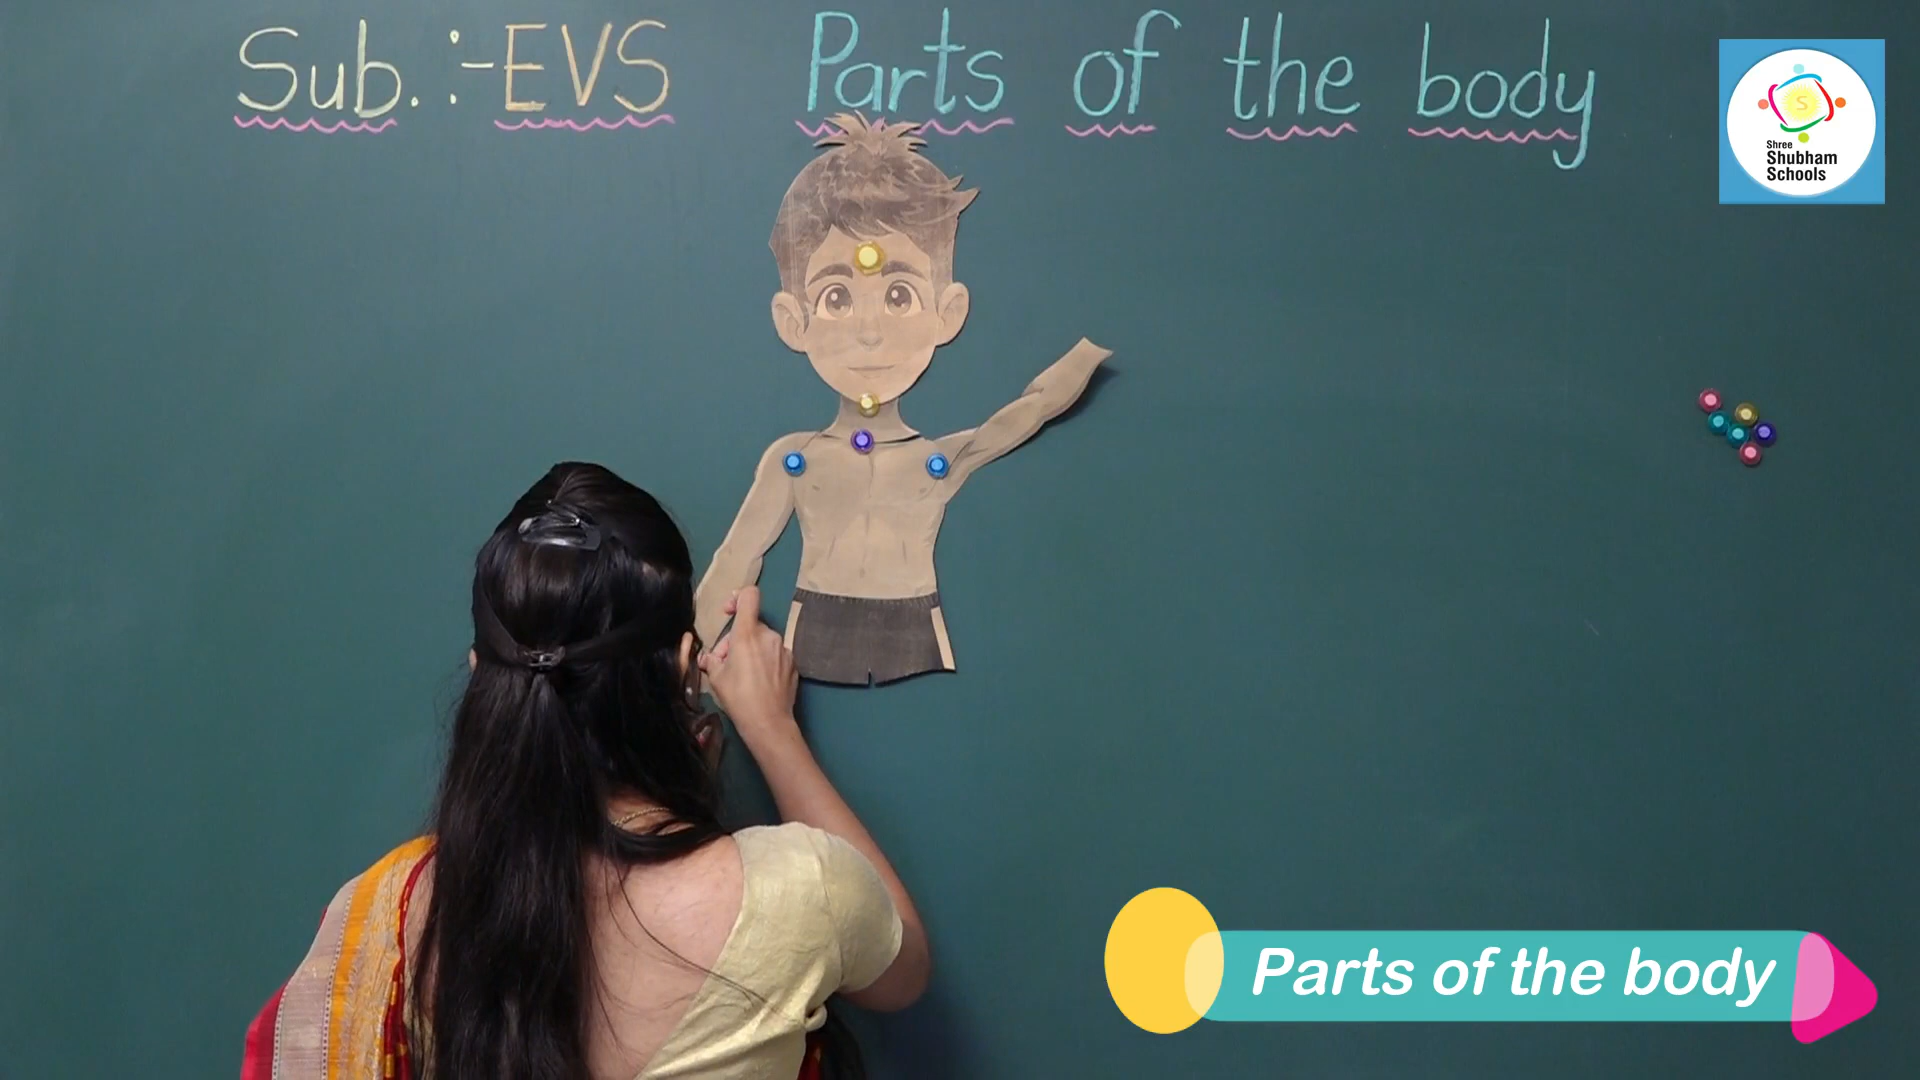 Sub. :- EVS Parts of the body
S
Shree
Shubham
Schools
Parts of the body